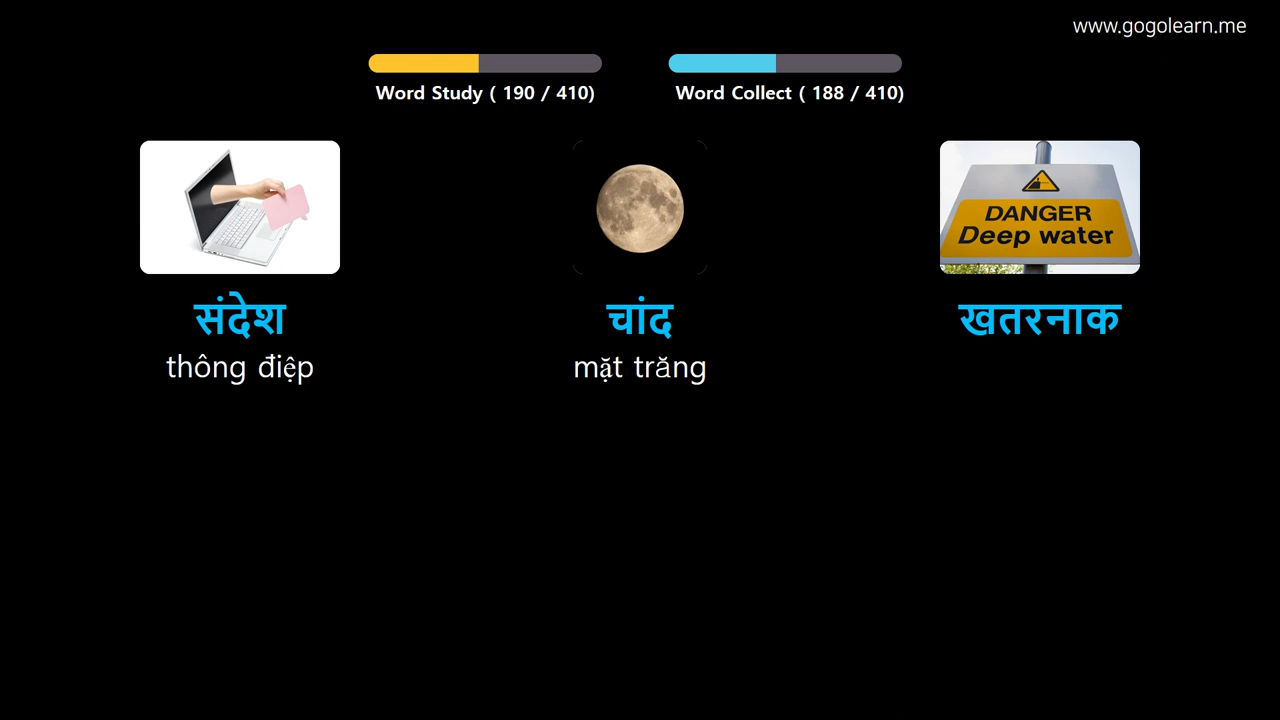 www.gogolearn.me
Word Study ( 190 / 410)
Word Collect ( 188 / 410)
DANGER
Deep water
संदेश
चांद
खतरनाक
thông điệp
mặt trăng